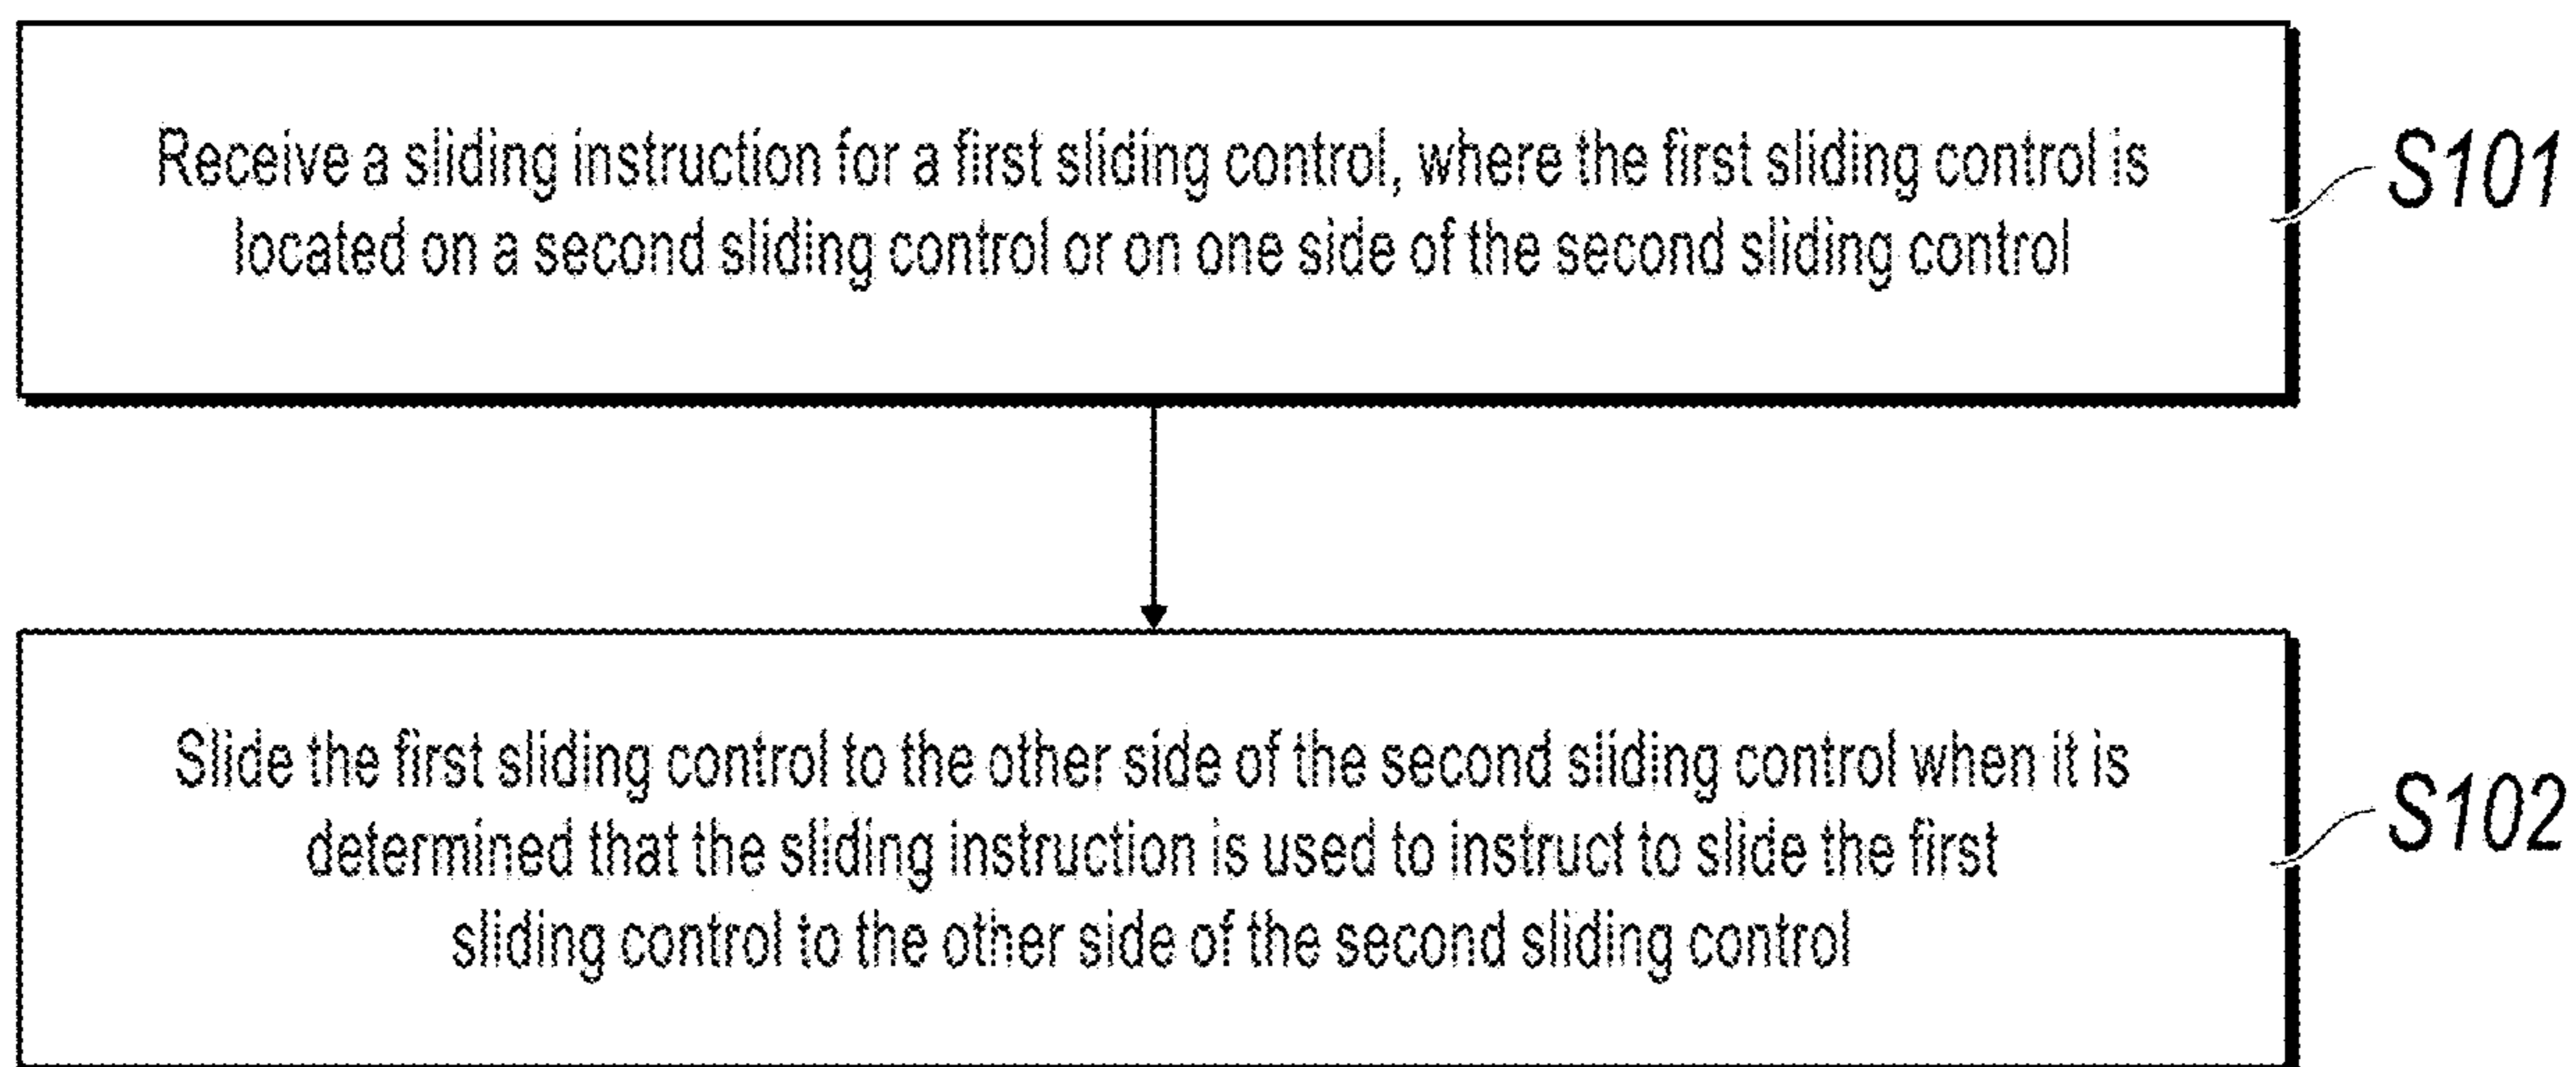 Receive a sliding instruction for a first sliding control, where the first sliding control is
located on a second sliding control or on one side of the second sliding control
S101
Slide the first sliding control to the other side of the second sliding control when it is
determined that the sliding instruction is used to instruct to slide the first
sliding control to the other side of the second sliding control
S102